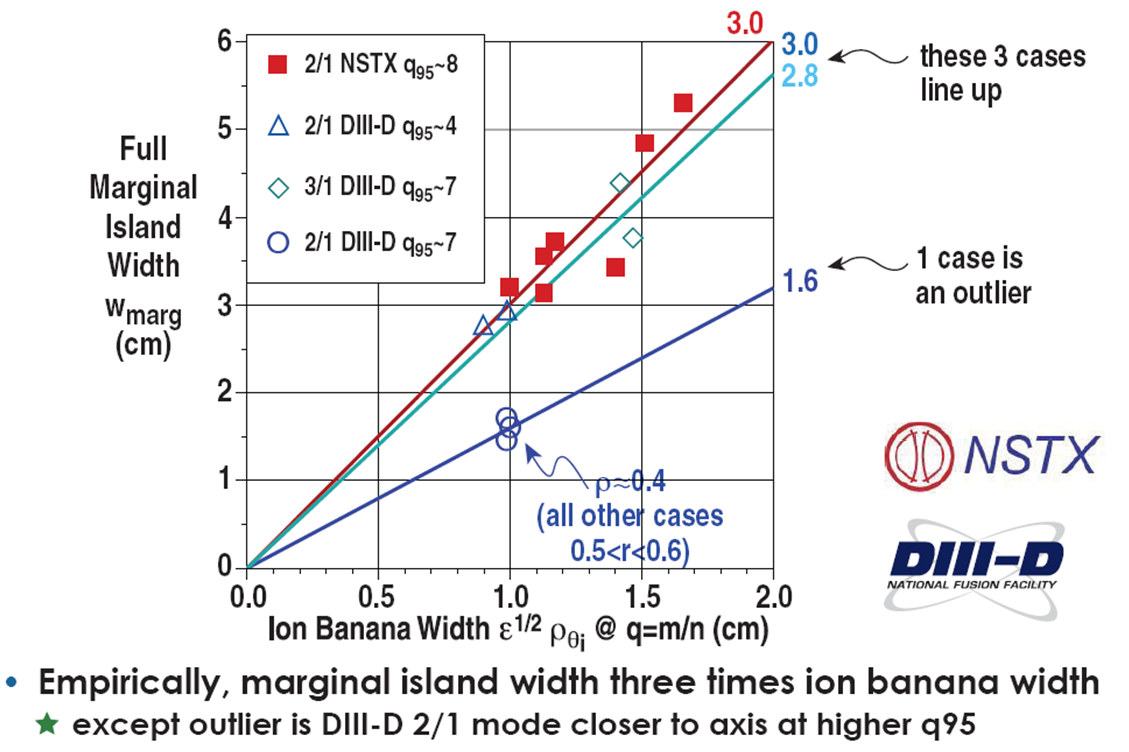 3.0
6
3.0
2.8
these 3 cases
line up
2/1 NSTX q95~8
2/1 DIII-D q95~4
3/1 DIII-D q95~7
2/1 DIII-D q95~7
5
4
3
2
1
0
Full
Marginal
Island
Width
wmarg
(cm)
1.6
1 case is
an outlier
ρ≈0.4
(all other cases
0.5<r<0.6)
NSTX
DIII-D
NATIONAL FUSION FACILITY
0.0 0.5 1.0 1.5 2.0
Ion Banana Width ε1/2 ρθi @ q=m/n (cm)
• Empirically, marginal island width three times ion banana width
★ except outlier is DIII-D 2/1 mode closer to axis at higher q95